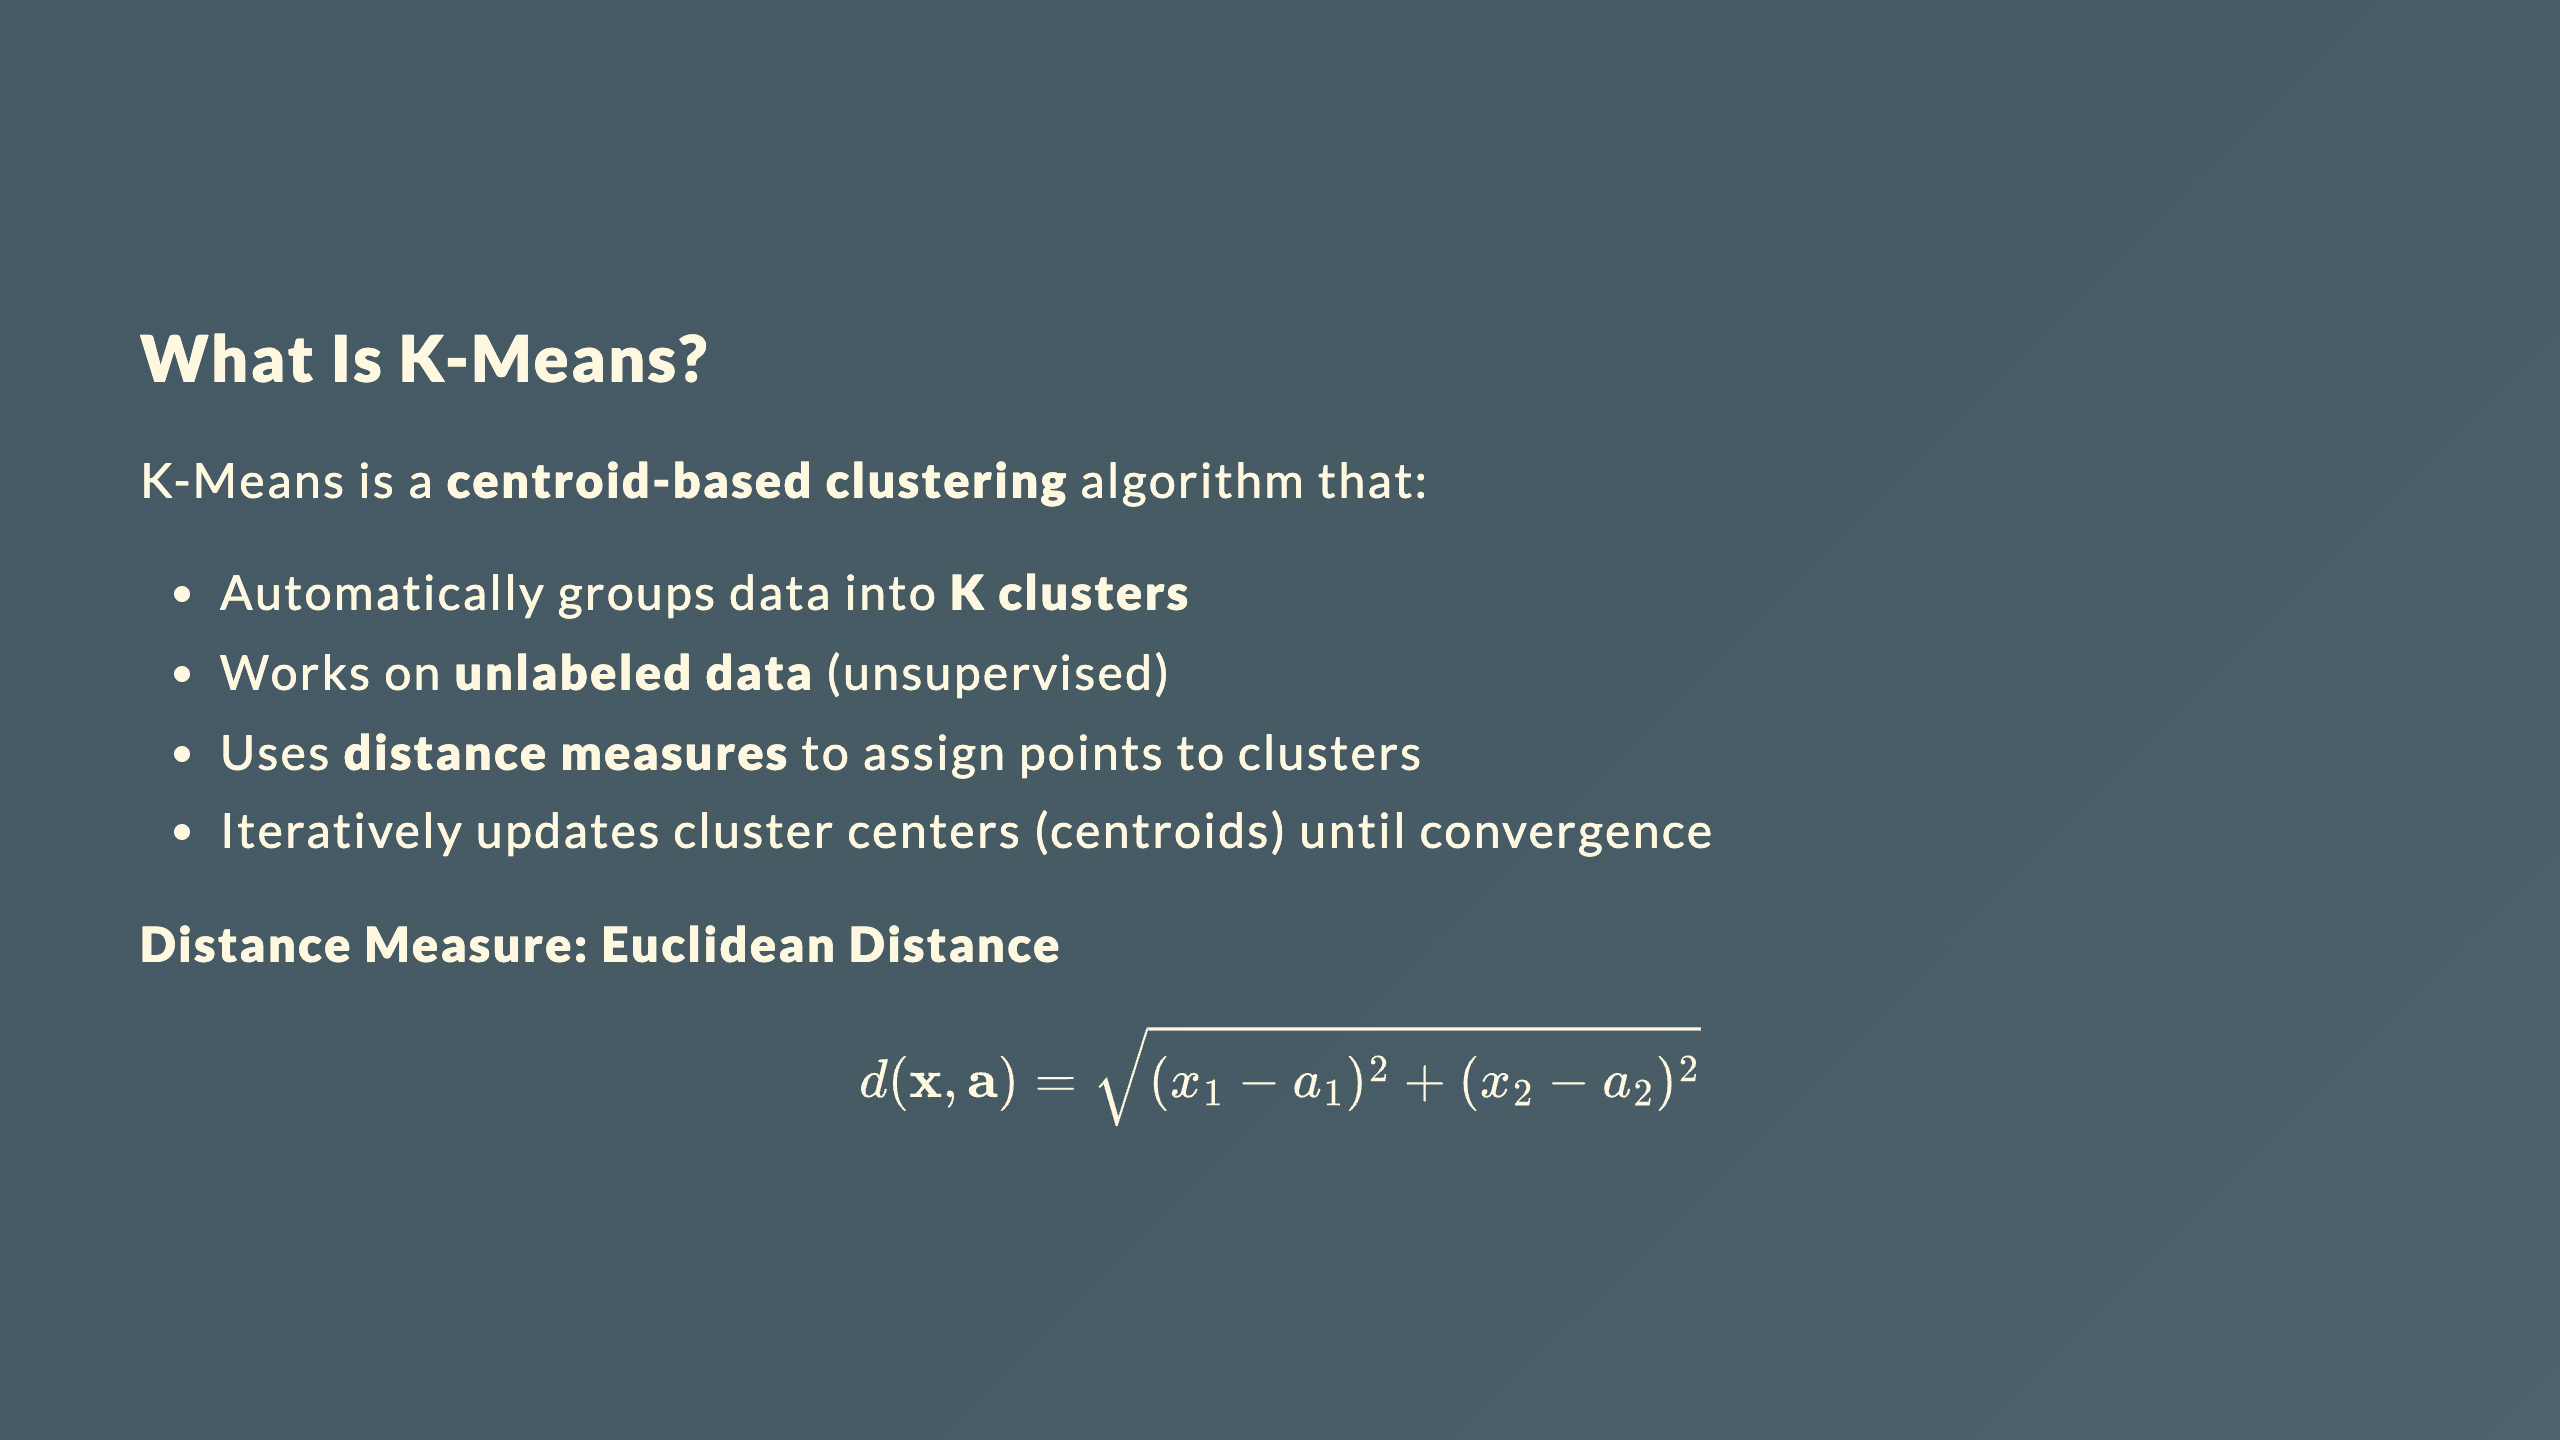 What Is K-Means?
K-Means is a centroid-based clustering algorithm that:
• Automatically groups data into K clusters
• Works on unlabeled data (unsupervised)
• Uses distance measures to assign points to clusters
• Iteratively updates cluster centers (centroids) until convergence
Distance Measure: Euclidean Distance
d(x, a) = √((x₁ − a₁)² + (x₂ − a₂)²)